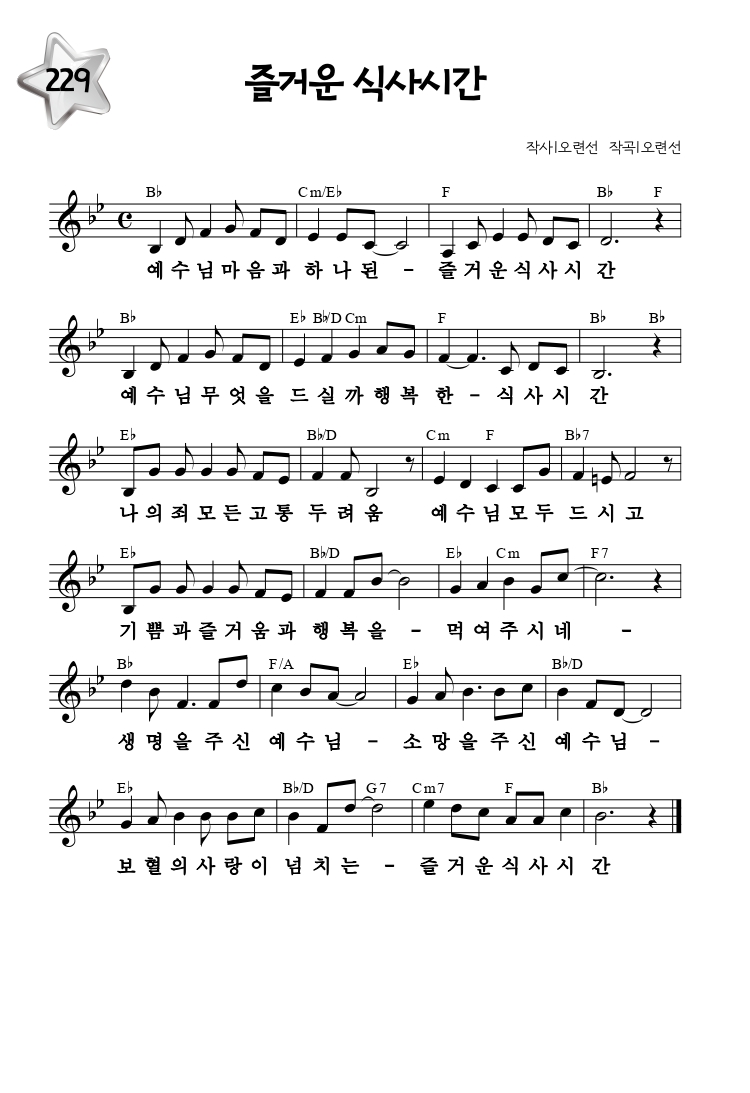 229
즐거운 식사시간
작사|오련선 작곡|오련선
B♭ Cm/E♭ F B♭ F
예수님마음과 하나된- 즐거운식사시 간
B♭ E♭ B♭/D Cm F B♭ B♭
예수님무엇을 드실까행복 한-식사시 간
E♭ B♭/D Cm F B♭7
나의죄모든고통 두려움 예수님모두 드시고
E♭ B♭/D E♭ Cm F7
기쁨과즐거움과 행복을- 먹여주시네 -
B♭ F/A E♭ B♭/D
생명을주신 예수님 - 소망을주신 예수님-
E♭ B♭/D G7 Cm7 F B♭
보혈의사랑이 넘치는 - 즐거운식사시 간